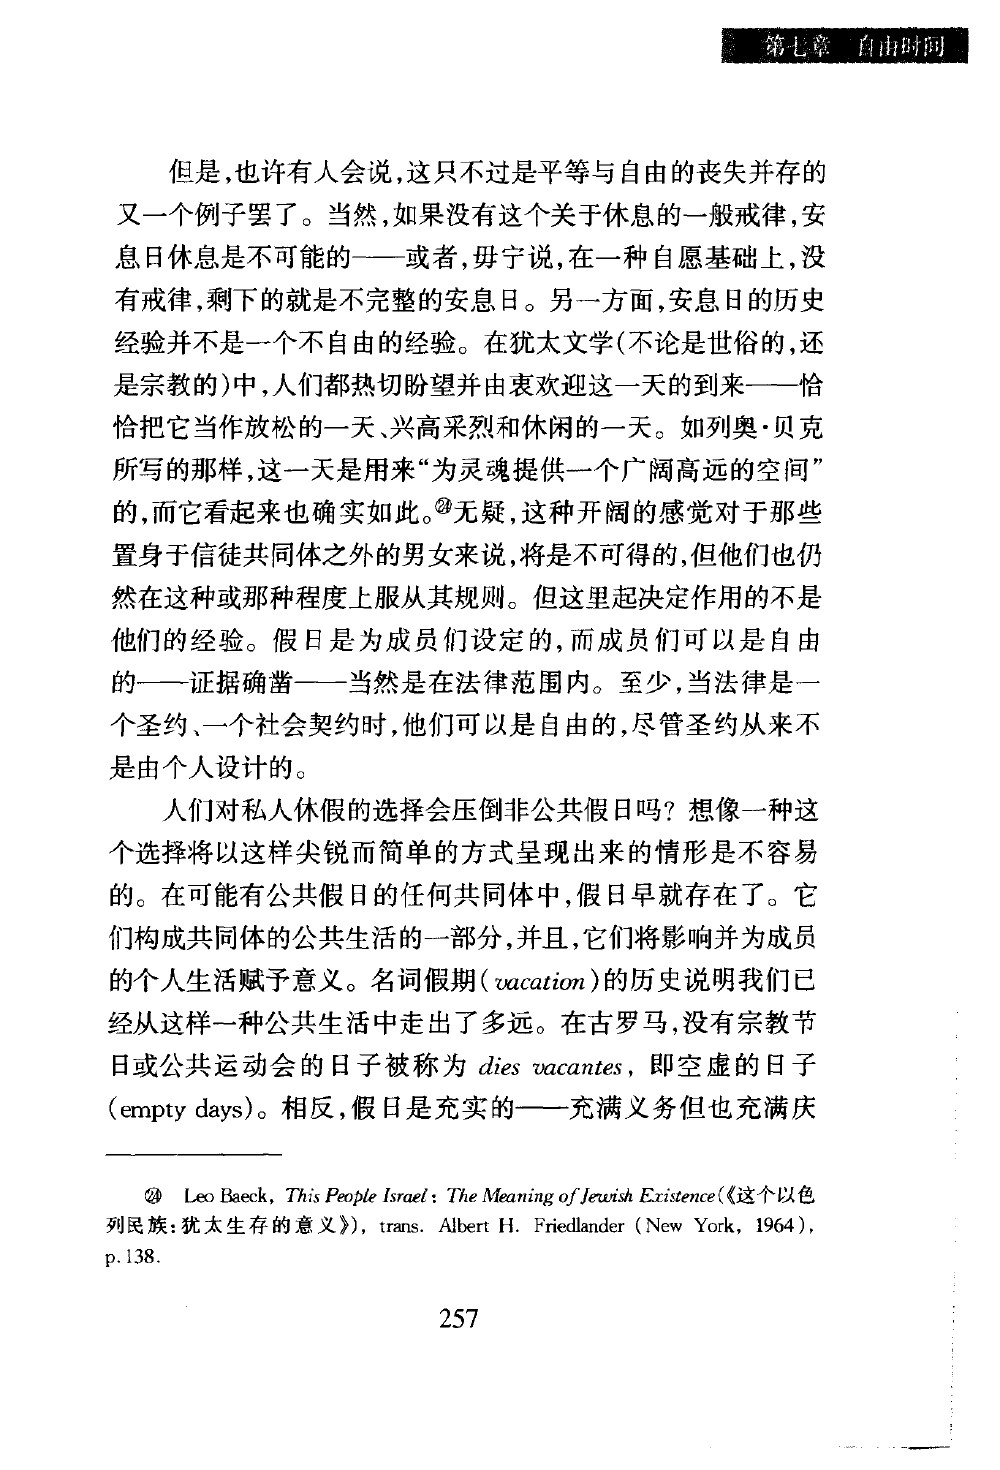 第七章 自由时间
但是,也许有人会说,这只不过是平等与自由的丧失并存的
又一个例子罢了。当然,如果没有这个关于休息的一般戒律,安
息日休息是不可能的——或者,毋宁说,在一种自愿基础上,没
有戒律,剩下的就是不完整的安息日。另一方面,安息日的历史
经验并不是一个不自由的经验。在犹太文学(不论是世俗的,还
是宗教的)中,人们都热切盼望并由衷欢迎这一天的到来——恰
恰把它当作放松的一天、兴高采烈和休闲的一天。如列奥·贝克
所写的那样,这一天是用来“为灵魂提供一个广阔高远的空间”
的,而它看起来也确实如此。㉔无疑,这种开阔的感觉对于那些
置身于信徒共同体之外的男女来说,将是不可得的,但他们也仍
然在这种或那种程度上服从其规则。但这里起决定作用的不是
他们的经验。假日是为成员们设定的,而成员们可以是自由
的——证据确凿——当然是在法律范围内。至少,当法律是一
个圣约、一个社会契约时,他们可以是自由的,尽管圣约从来不
是由个人设计的。
人们对私人休假的选择会压倒非公共假日吗?想像一种这
个选择将以这样尖锐而简单的方式呈现出来的情形是不容易
的。在可能有公共假日的任何共同体中,假日早就存在了。它
们构成共同体的公共生活的一部分,并且,它们将影响并为成员
的个人生活赋予意义。名词假期(vacation)的历史说明我们已
经从这样一种公共生活中走出了多远。在古罗马,没有宗教节
日或公共运动会的日子被称为 dies vacantes, 即空虚的日子
(empty days)。相反,假日是充实的——充满义务但也充满庆
㉔ Leo Baeck, This People Israel: The Meaning of Jewish Existence(《这个以色
列民族:犹太生存的意义》), trans. Albert H. Friedlander (New York, 1964),
p.138.
257